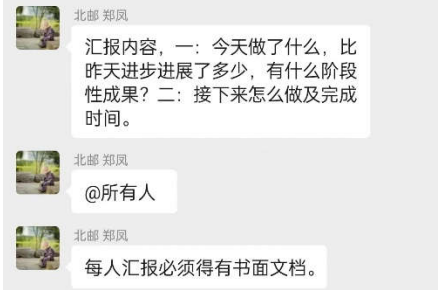 北邮 郑凤
汇报内容，一：今天做了什么，比
昨天进步进展了多少，有什么阶段
性成果？二：接下来怎么做及完成
时间。
北邮 郑凤
@所有人
北邮 郑凤
每人汇报必须得有书面文档。